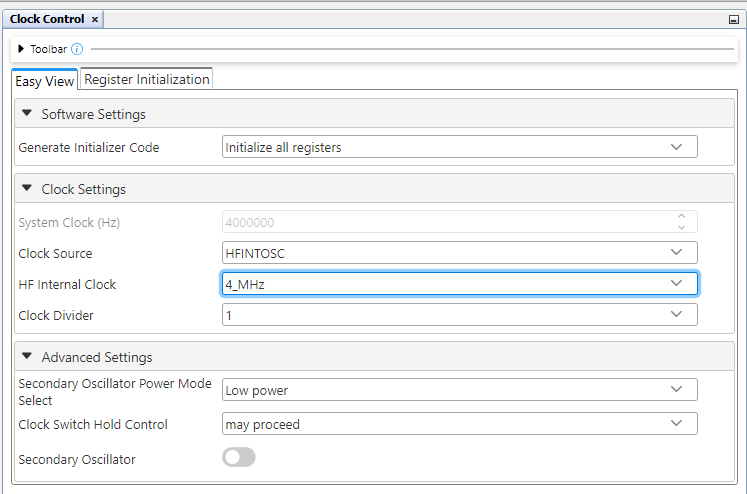 Clock Control
Toolbar
Easy View
Register Initialization
Software Settings
Generate Initializer Code
Initialize all registers
Clock Settings
System Clock (Hz)
4000000
Clock Source
HFINTOSC
HF Internal Clock
4_MHz
Clock Divider
1
Advanced Settings
Secondary Oscillator Power Mode
Select
Low power
Clock Switch Hold Control
may proceed
Secondary Oscillator